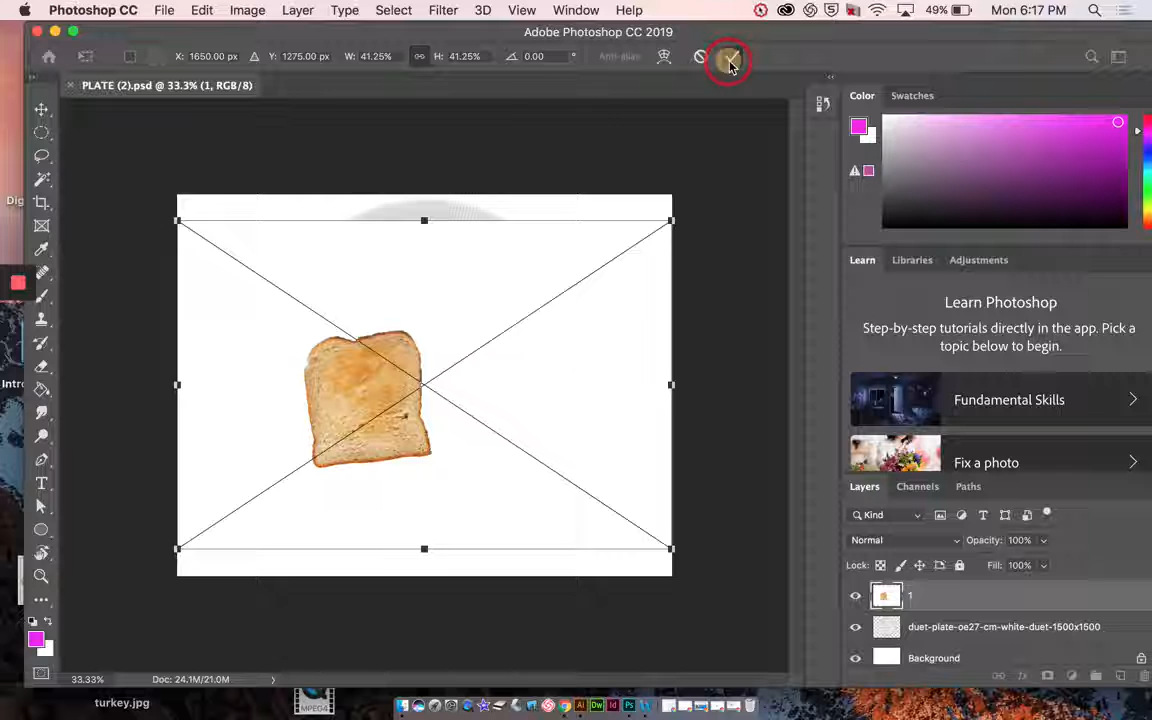 Photoshop CC File Edit Image Layer Type Select Filter 3D View Window Help 49% Mon 6:17 PM
Adobe Photoshop CC 2019
X: 1650.00 px Y: 1275.00 px W: 41.25% H: 41.25% 0.00 ° Anti-alias
PLATE (2).psd @ 33.3% (1, RGB/8)
Color Swatches
Dig
Learn Libraries Adjustments
Learn Photoshop
Step-by-step tutorials directly in the app. Pick a
topic below to begin.
Intro
Fundamental Skills
Fix a photo
Layers Channels Paths
Kind
Normal Opacity: 100%
Lock: Fill: 100%
1
duet-plate-oe27-cm-white-duet-1500x1500
Background
33.33% Doc: 24.1M/21.0M
turkey.jpg
MPEG4